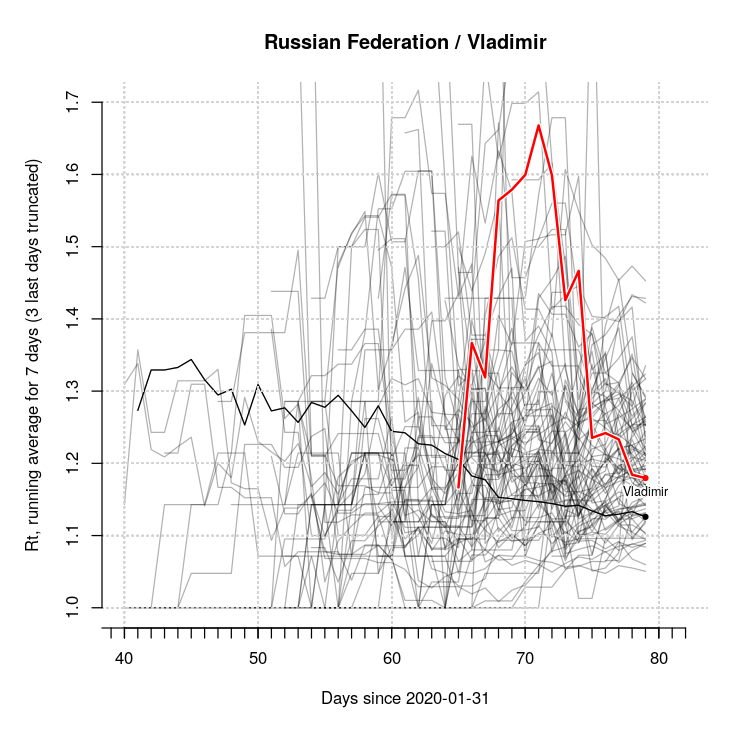 Russian Federation / Vladimir
Rt, running average for 7 days (3 last days truncated)
1.7
1.6
1.5
1.4
1.3
1.2
1.1
1.0
Vladimir
40 50 60 70 80
Days since 2020-01-31